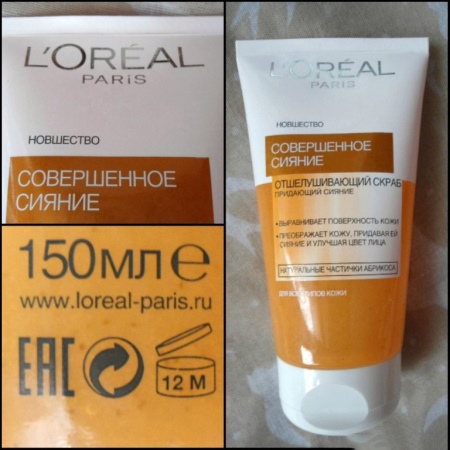 L'ORÉAL
PARIS
НОВШЕСТВО
СОВЕРШЕННОЕ
СИЯНИЕ
150МЛ e
www.loreal-paris.ru
EAC
12 M
L'ORÉAL
PARIS
НОВШЕСТВО
СОВЕРШЕННОЕ
СИЯНИЕ
ОТШЕЛУШИВАЮЩИЙ СКРАБ
ПРИДАЮЩИЙ СИЯНИЕ
•ВЫРАВНИВАЕТ ПОВЕРХНОСТЬ КОЖИ
•ПРЕОБРАЖАЕТ КОЖУ, ПРИДАВАЯ ЕЙ
СИЯНИЕ И УЛУЧШАЯ ЦВЕТ ЛИЦА
НАТУРАЛЬНЫЕ ЧАСТИЧКИ АБРИКОСА
ДЛЯ ВСЕХ ТИПОВ КОЖИ